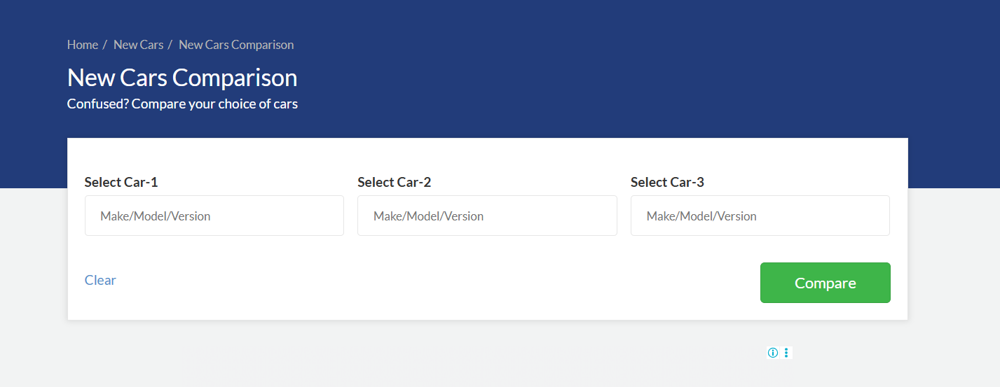 Home / New Cars / New Cars Comparison
New Cars Comparison
Confused? Compare your choice of cars
Select Car-1 Select Car-2 Select Car-3
Make/Model/Version Make/Model/Version Make/Model/Version
Clear Compare